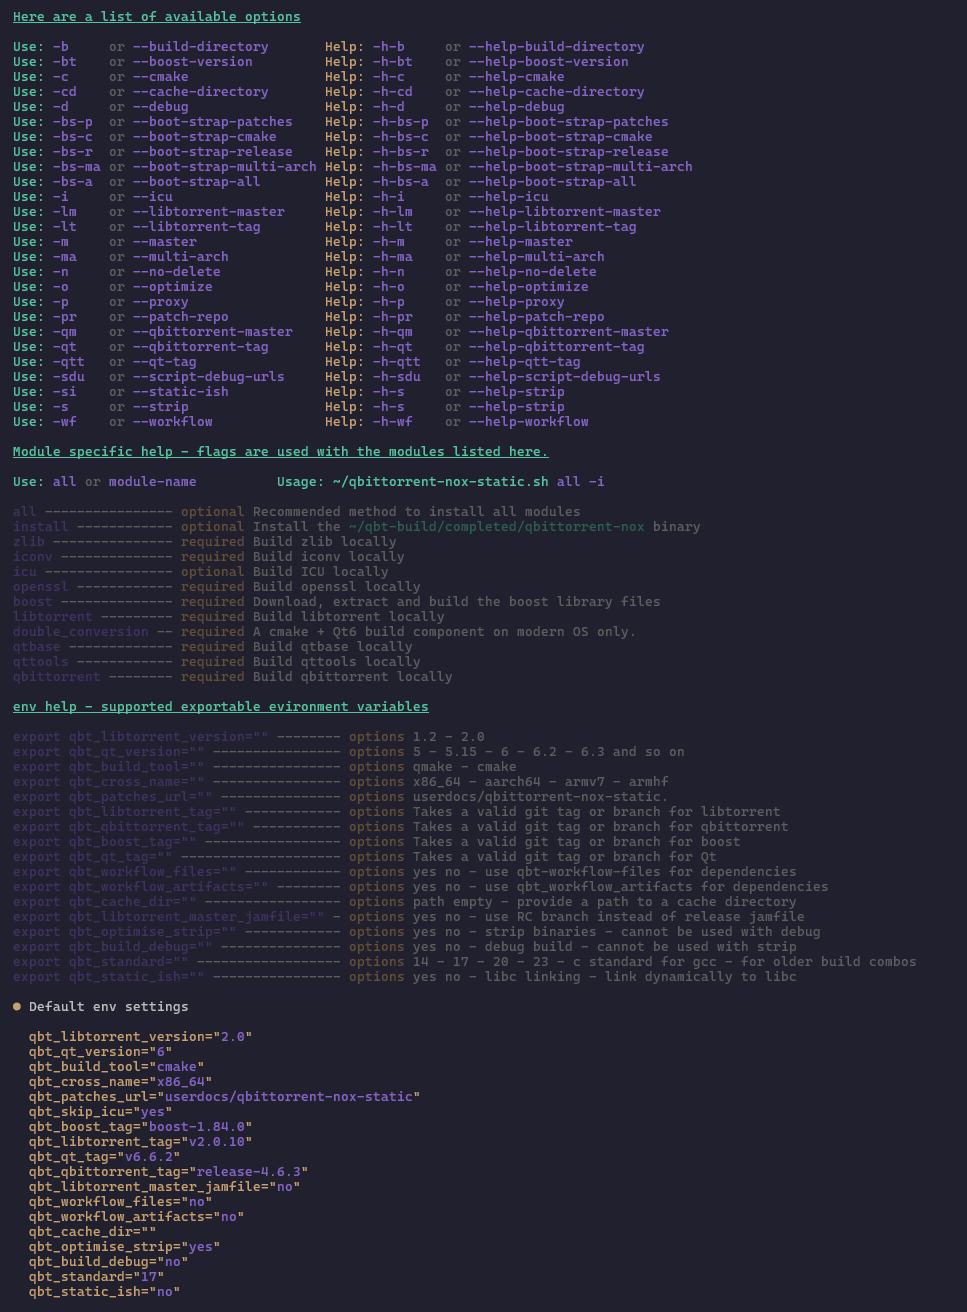 Here are a list of available options
Use: -b or --build-directory Help: -h-b or --help-build-directory
Use: -bt or --boost-version Help: -h-bt or --help-boost-version
Use: -c or --cmake Help: -h-c or --help-cmake
Use: -cd or --cache-directory Help: -h-cd or --help-cache-directory
Use: -d or --debug Help: -h-d or --help-debug
Use: -bs-p or --boot-strap-patches Help: -h-bs-p or --help-boot-strap-patches
Use: -bs-c or --boot-strap-cmake Help: -h-bs-c or --help-boot-strap-cmake
Use: -bs-r or --boot-strap-release Help: -h-bs-r or --help-boot-strap-release
Use: -bs-ma or --boot-strap-multi-arch Help: -h-bs-ma or --help-boot-strap-multi-arch
Use: -bs-a or --boot-strap-all Help: -h-bs-a or --help-boot-strap-all
Use: -i or --icu Help: -h-i or --help-icu
Use: -lm or --libtorrent-master Help: -h-lm or --help-libtorrent-master
Use: -lt or --libtorrent-tag Help: -h-lt or --help-libtorrent-tag
Use: -m or --master Help: -h-m or --help-master
Use: -ma or --multi-arch Help: -h-ma or --help-multi-arch
Use: -n or --no-delete Help: -h-n or --help-no-delete
Use: -o or --optimize Help: -h-o or --help-optimize
Use: -p or --proxy Help: -h-p or --help-proxy
Use: -pr or --patch-repo Help: -h-pr or --help-patch-repo
Use: -qm or --qbittorrent-master Help: -h-qm or --help-qbittorrent-master
Use: -qt or --qbittorrent-tag Help: -h-qt or --help-qbittorrent-tag
Use: -qtt or --qt-tag Help: -h-qtt or --help-qtt-tag
Use: -sdu or --script-debug-urls Help: -h-sdu or --help-script-debug-urls
Use: -si or --static-ish Help: -h-s or --help-strip
Use: -s or --strip Help: -h-s or --help-strip
Use: -wf or --workflow Help: -h-wf or --help-workflow
Module specific help - flags are used with the modules listed here.
Use: all or module-name Usage: ~/qbittorrent-nox-static.sh all -i
all ---------------- optional Recommended method to install all modules
install ------------ optional Install the ~/qbt-build/completed/qbittorrent-nox binary
zlib --------------- required Build zlib locally
iconv -------------- required Build iconv locally
icu ---------------- optional Build ICU locally
openssl ------------ required Build openssl locally
boost -------------- required Download, extract and build the boost library files
libtorrent --------- required Build libtorrent locally
double_conversion -- required A cmake + Qt6 build component on modern OS only.
qtbase ------------- required Build qtbase locally
qttools ------------ required Build qttools locally
qbittorrent -------- required Build qbittorrent locally
env help - supported exportable evironment variables
export qbt_libtorrent_version="" -------- options 1.2 - 2.0
export qbt_qt_version="" ---------------- options 5 - 5.15 - 6 - 6.2 - 6.3 and so on
export qbt_build_tool="" ---------------- options qmake - cmake
export qbt_cross_name="" ---------------- options x86_64 - aarch64 - armv7 - armhf
export qbt_patches_url="" --------------- options userdocs/qbittorrent-nox-static.
export qbt_libtorrent_tag="" ------------ options Takes a valid git tag or branch for libtorrent
export qbt_qbittorrent_tag="" ----------- options Takes a valid git tag or branch for qbittorrent
export qbt_boost_tag="" ----------------- options Takes a valid git tag or branch for boost
export qbt_qt_tag="" -------------------- options Takes a valid git tag or branch for Qt
export qbt_workflow_files="" ------------ options yes no - use qbt-workflow-files for dependencies
export qbt_workflow_artifacts="" -------- options yes no - use qbt_workflow_artifacts for dependencies
export qbt_cache_dir="" ----------------- options path empty - provide a path to a cache directory
export qbt_libtorrent_master_jamfile="" - options yes no - use RC branch instead of release jamfile
export qbt_optimise_strip="" ------------ options yes no - strip binaries - cannot be used with debug
export qbt_build_debug="" --------------- options yes no - debug build - cannot be used with strip
export qbt_standard="" ------------------ options 14 - 17 - 20 - 23 - c standard for gcc - for older build combos
export qbt_static_ish="" ---------------- options yes no - libc linking - link dynamically to libc
● Default env settings
qbt_libtorrent_version="2.0"
qbt_qt_version="6"
qbt_build_tool="cmake"
qbt_cross_name="x86_64"
qbt_patches_url="userdocs/qbittorrent-nox-static"
qbt_skip_icu="yes"
qbt_boost_tag="boost-1.84.0"
qbt_libtorrent_tag="v2.0.10"
qbt_qt_tag="v6.6.2"
qbt_qbittorrent_tag="release-4.6.3"
qbt_libtorrent_master_jamfile="no"
qbt_workflow_files="no"
qbt_workflow_artifacts="no"
qbt_cache_dir=""
qbt_optimise_strip="yes"
qbt_build_debug="no"
qbt_standard="17"
qbt_static_ish="no"